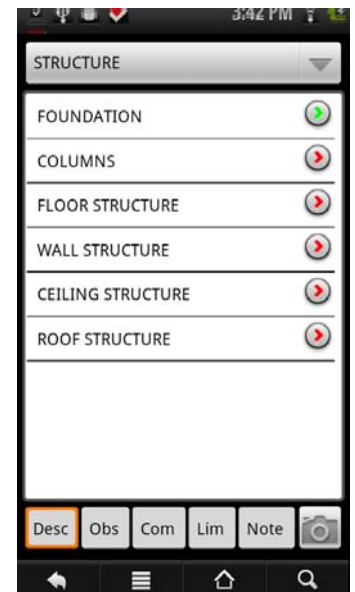 3:42 PM
STRUCTURE
FOUNDATION
COLUMNS
FLOOR STRUCTURE
WALL STRUCTURE
CEILING STRUCTURE
ROOF STRUCTURE
Desc Obs Com Lim Note